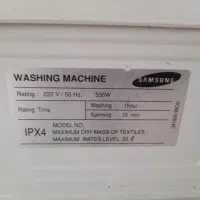 WASHING MACHINE
SAMSUNG
Rating : 220 V / 50 Hz, 535W
Rating Time
Washing : 1hour
Spinning : 15 min
IPX4
MODEL NO.
MAXIMUM DRY MASS OF TEXTILES
MAXIMUM WATER LEVEL